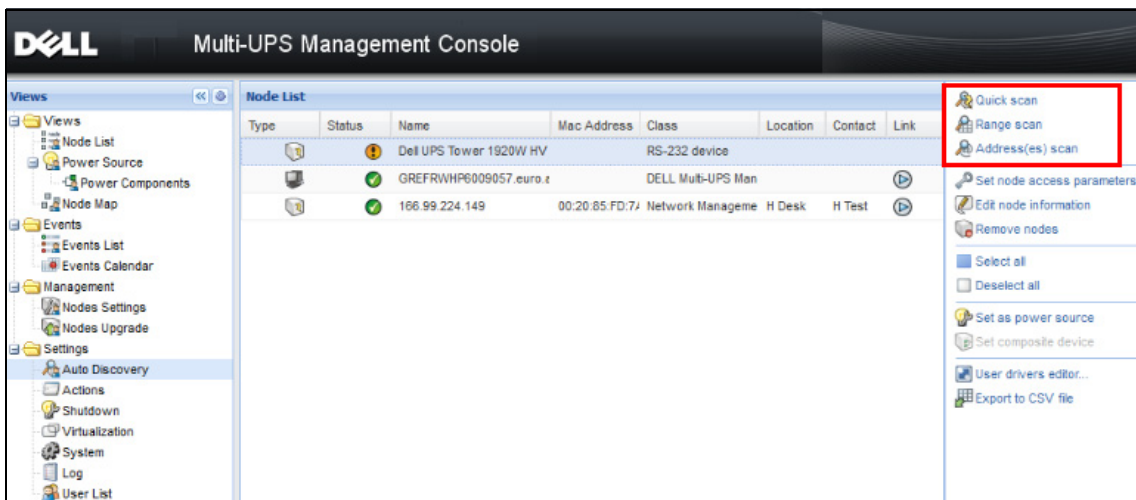 DELL
Multi-UPS Management Console
Views
Views
Node List
Power Source
Power Components
Node Map
Events
Events List
Events Calendar
Management
Nodes Settings
Nodes Upgrade
Settings
Auto Discovery
Actions
Shutdown
Virtualization
System
Log
User List
Node List
Type Status Name Mac Address Class Location Contact Link
Dell UPS Tower 1920W HV RS-232 device
GREFRWHP6009057.euro. DELL Multi-UPS Man
166.99.224.149 00:20:85:FD:7 Network Manageme H Desk H Test
Quick scan
Range scan
Address(es) scan
Set node access parameters
Edit node information
Remove nodes
Select all
Deselect all
Set as power source
Set composite device
User drivers editor...
Export to CSV file